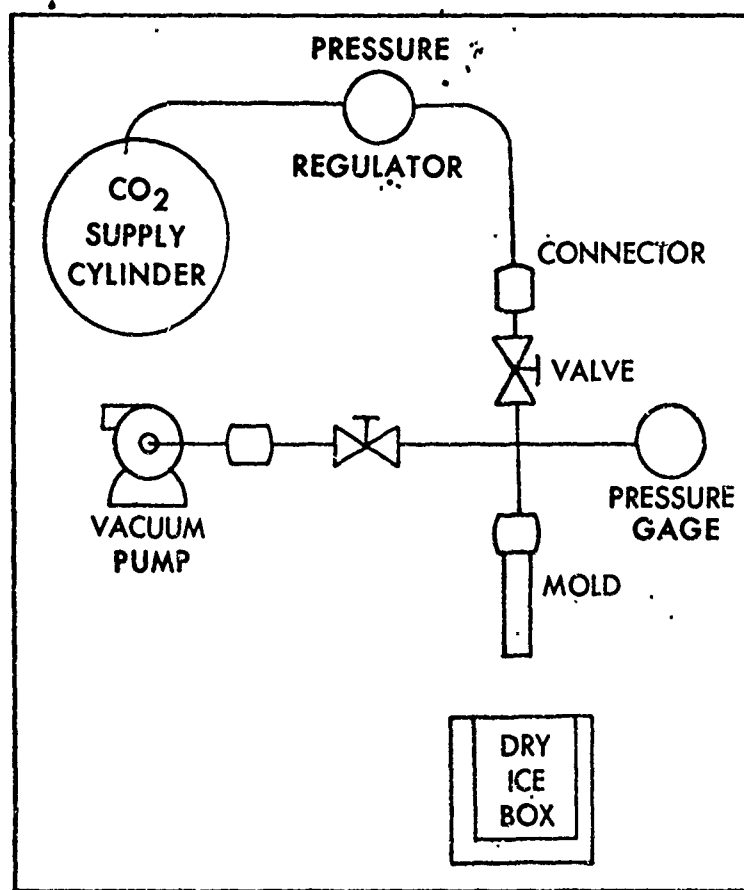 PRESSURE
REGULATOR
CO2
SUPPLY
CYLINDER
CONNECTOR
VALVE
VACUUM
PUMP
PRESSURE
GAGE
MOLD
DRY
ICE
BOX